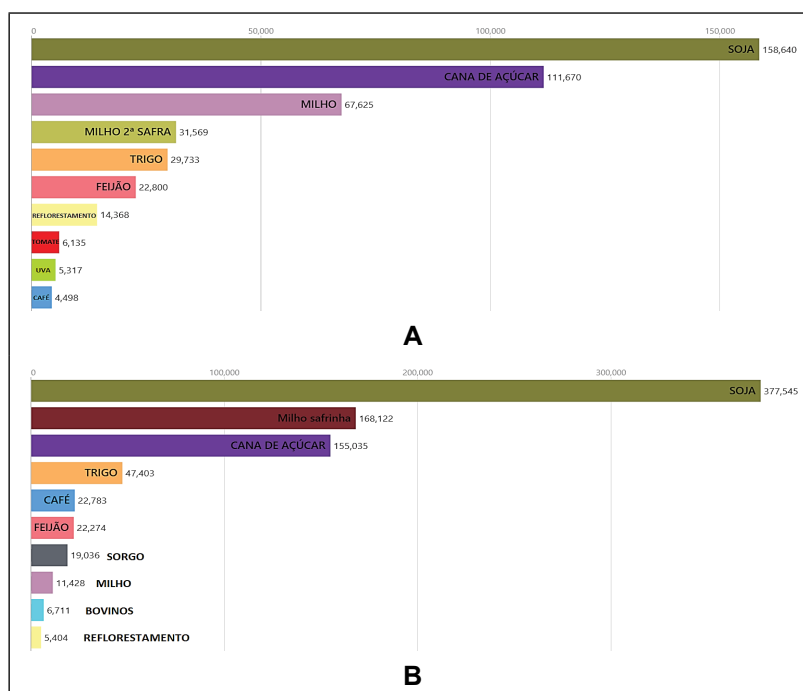 0 50,000 100,000 150,000
SOJA 158,640
CANA DE AÇÚCAR 111,670
MILHO 67,625
MILHO 2ª SAFRA 31,569
TRIGO 29,733
FEIJÃO 22,800
REFLORESTAMENTO 14,368
TOMATE 6,135
UVA 5,317
CAFÉ 4,498
A
0 100,000 200,000 300,000
SOJA 377,545
Milho safrinha 168,122
CANA DE AÇÚCAR 155,035
TRIGO 47,403
CAFÉ 22,783
FEIJÃO 22,274
19,036 SORGO
11,428 MILHO
6,711 BOVINOS
5,404 REFLORESTAMENTO
B